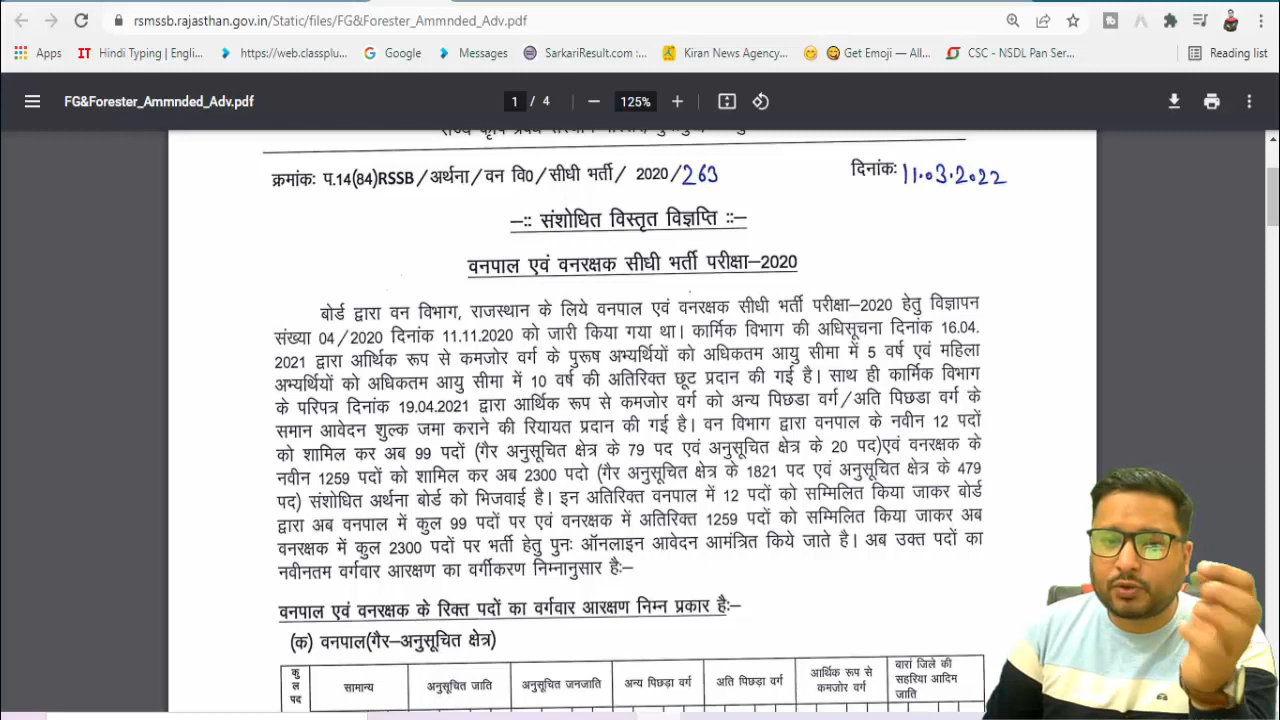 rsmssb.rajasthan.gov.in/Static/files/FG&Forester_Ammnded_Adv.pdf
Apps IT Hindi Typing | Engli... https://web.classplu... Google Messages SarkariResult.com :... Kiran News Agency... Get Emoji — All... CSC - NSDL Pan Ser... Reading list
FG&Forester_Ammnded_Adv.pdf 1 / 4 125%
क्रमांकः प.14(84)RSSB/अर्थना/वन वि0/सीधी भर्ती/ 2020/263 दिनांकः 11.03.2022
-:: संशोधित विस्तृत विज्ञप्ति ::-
वनपाल एवं वनरक्षक सीधी भर्ती परीक्षा-2020
बोर्ड द्वारा वन विभाग, राजस्थान के लिये वनपाल एवं वनरक्षक सीधी भर्ती परीक्षा-2020 हेतु विज्ञापन
संख्या 04/2020 दिनांक 11.11.2020 को जारी किया गया था। कार्मिक विभाग की अधिसूचना दिनांक 16.04.
2021 द्वारा आर्थिक रूप से कमजोर वर्ग के पुरूष अभ्यर्थियों को अधिकतम आयु सीमा में 5 वर्ष एवं महिला
अभ्यर्थियों को अधिकतम आयु सीमा में 10 वर्ष की अतिरिक्त छूट प्रदान की गई है। साथ ही कार्मिक विभाग
के परिपत्र दिनांक 19.04.2021 द्वारा आर्थिक रूप से कमजोर वर्ग को अन्य पिछडा वर्ग/अति पिछडा वर्ग के
समान आवेदन शुल्क जमा कराने की रियायत प्रदान की गई है। वन विभाग द्वारा वनपाल के नवीन 12 पदों
को शामिल कर अब 99 पदों (गैर अनुसूचित क्षेत्र के 79 पद एवं अनुसूचित क्षेत्र के 20 पद)एवं वनरक्षक के
नवीन 1259 पदों को शामिल कर अब 2300 पदो (गैर अनुसूचित क्षेत्र के 1821 पद एवं अनुसूचित क्षेत्र के 479
पद) संशोधित अर्थना बोर्ड को भिजवाई है। इन अतिरिक्त वनपाल में 12 पदों को सम्मिलित किया जाकर बोर्ड
द्वारा अब वनपाल में कुल 99 पदों पर एवं वनरक्षक में अतिरिक्त 1259 पदों को सम्मिलित किया जाकर अब
वनरक्षक में कुल 2300 पदों पर भर्ती हेतु पुनः ऑनलाइन आवेदन आमंत्रित किये जाते है। अब उक्त पदों का
नवीनतम वर्गवार आरक्षण का वर्गीकरण निम्नानुसार है:-
वनपाल एवं वनरक्षक के रिक्त पदों का वर्गवार आरक्षण निम्न प्रकार है:-
(क) वनपाल(गैर-अनुसूचित क्षेत्र)
कुल पद सामान्य अनुसूचित जाति अनुसूचित जनजाति अन्य पिछडा वर्ग अति पिछडा वर्ग आर्थिक रूप से कमजोर वर्ग बारां जिले की सहरिया आदिम जाति